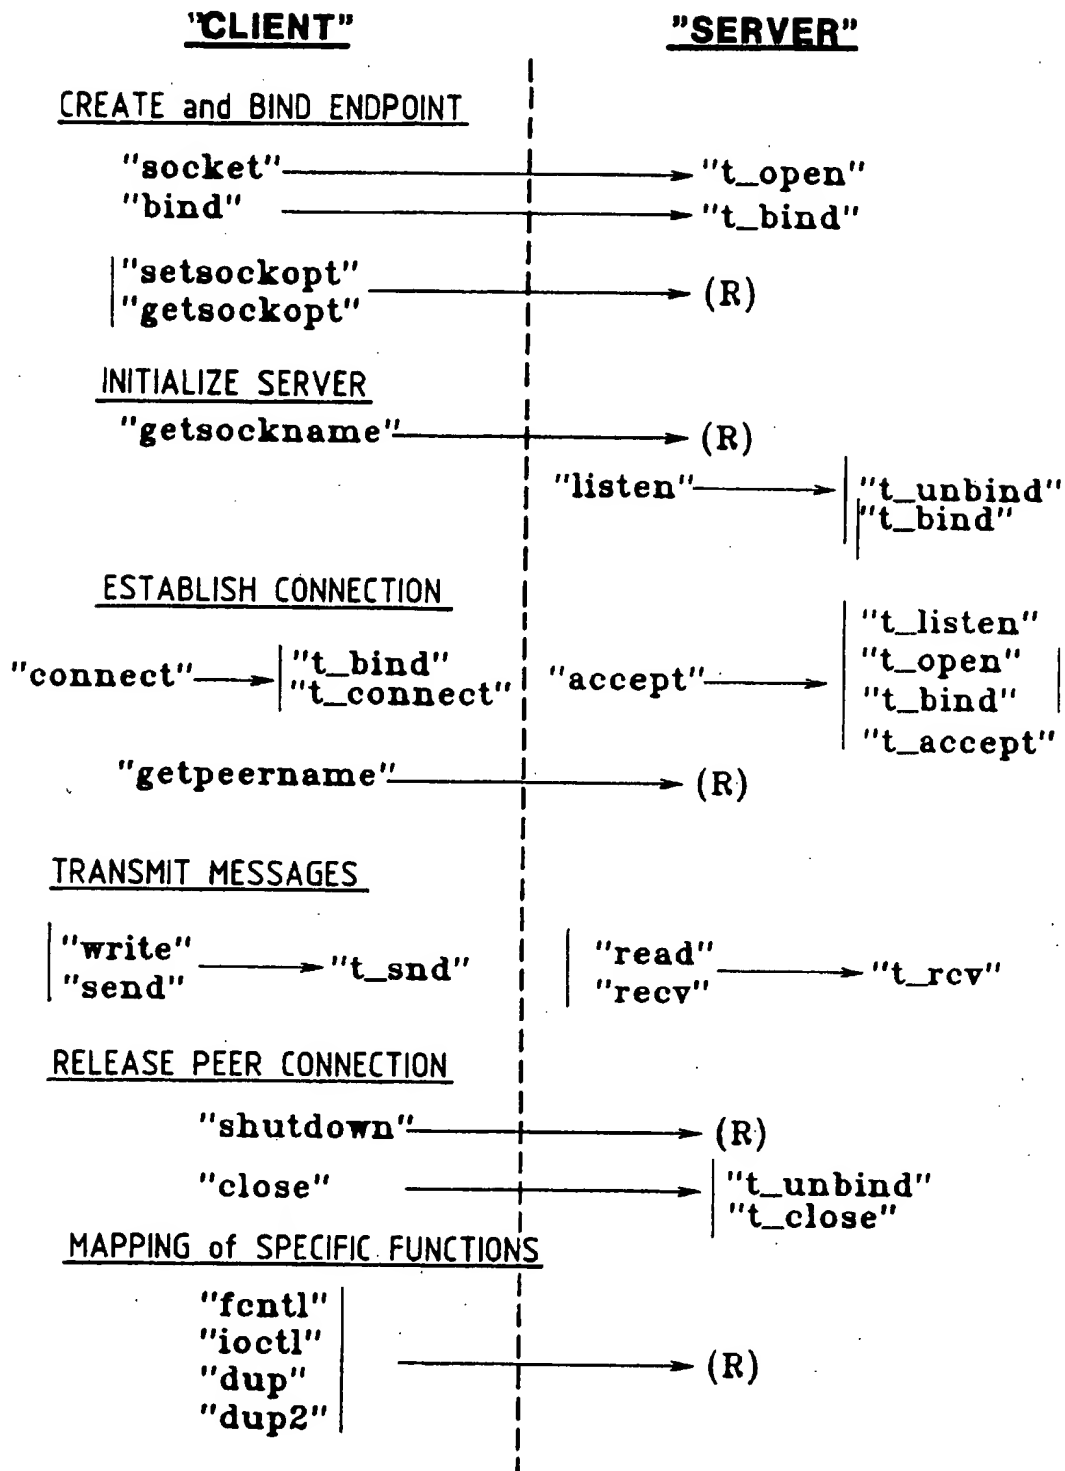 "CLIENT" "SERVER"
CREATE and BIND ENDPOINT
"socket" "t_open"
"bind" "t_bind"
"setsockopt"
"getsockopt" (R)
INITIALIZE SERVER
"getsockname" (R)
"listen" "t_unbind"
"t_bind"
ESTABLISH CONNECTION
"connect" "t_bind"
"t_connect"
"accept" "t_listen"
"t_open"
"t_bind"
"t_accept"
"getpeername" (R)
TRANSMIT MESSAGES
"write"
"send" "t_snd"
"read"
"recv" "t_rcv"
RELEASE PEER CONNECTION
"shutdown" (R)
"close" "t_unbind"
"t_close"
MAPPING of SPECIFIC FUNCTIONS
"fcntl"
"ioctl"
"dup" (R)
"dup2"